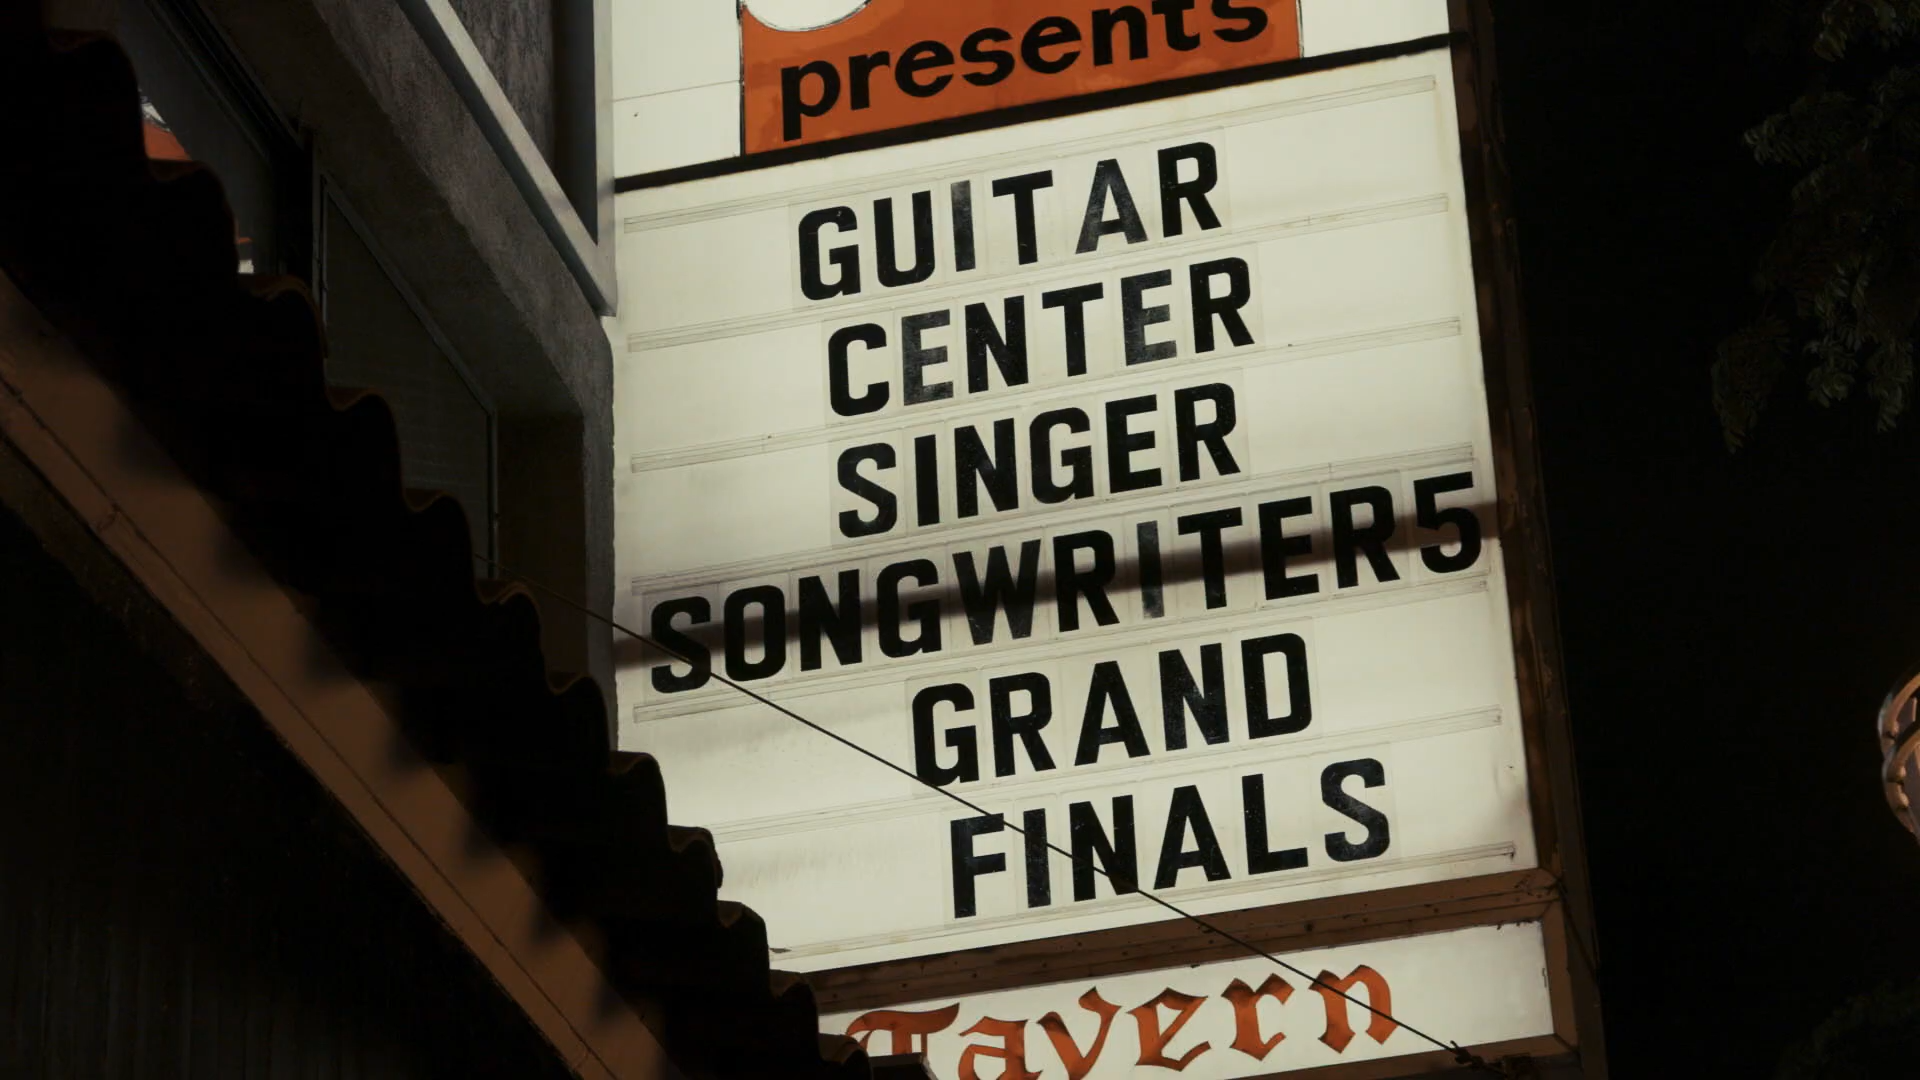 presents
GUITAR
CENTER
SINGER
SONGWRITER5
GRAND
FINALS
Tavern